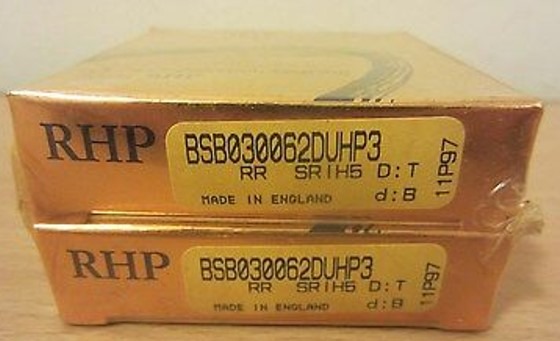 RHP
BSB030062DUHP3
RR SRIH5 D:T
MADE IN ENGLAND d:B
11P97
RHP
BSB030062DUHP3
RR SRIH5 D:T
MADE IN ENGLAND d:B
11P97